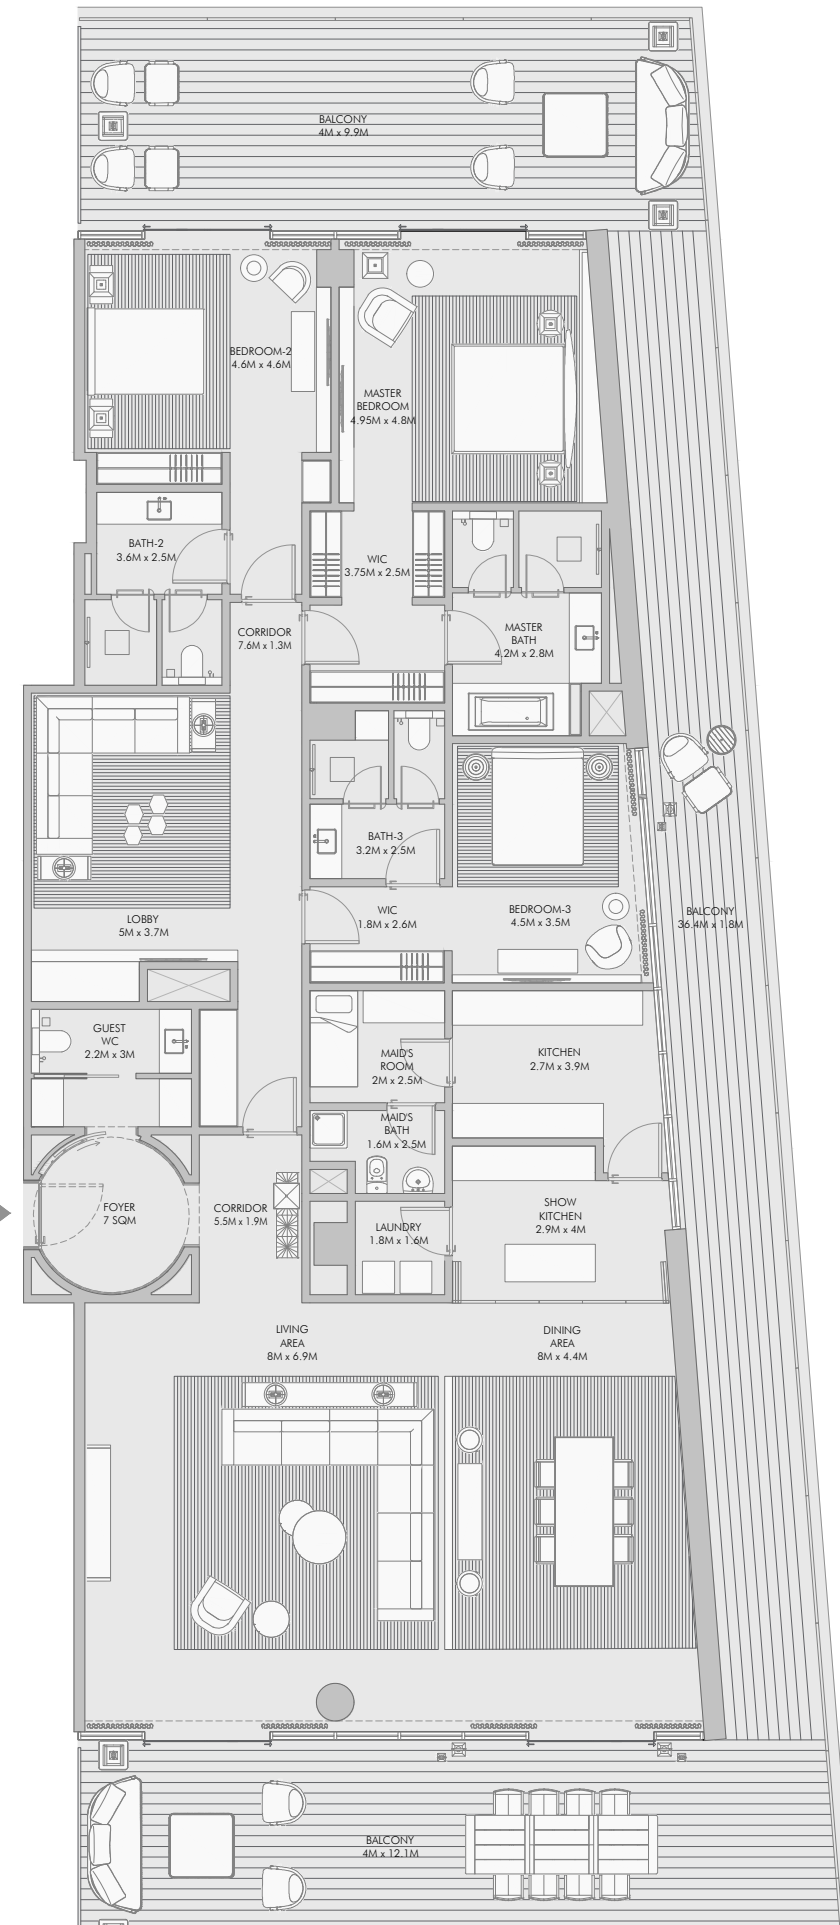 BALCONY
4M x 9.9M
BEDROOM-2
4.6M x 4.6M
MASTER
BEDROOM
4.95M x 4.8M
BATH-2
3.6M x 2.5M
WIC
3.75M x 2.5M
CORRIDOR
7.6M x 1.3M
MASTER
BATH
4.2M x 2.8M
BATH-3
3.2M x 2.5M
LOBBY
5M x 3.7M
WIC
1.8M x 2.6M
BEDROOM-3
4.5M x 3.5M
BALCONY
36.4M x 1.8M
GUEST
WC
2.2M x 3M
MAID'S
ROOM
2M x 2.5M
KITCHEN
2.7M x 3.9M
MAID'S
BATH
1.6M x 2.5M
FOYER
7 SQM
CORRIDOR
5.5M x 1.9M
LAUNDRY
1.8M x 1.6M
SHOW
KITCHEN
2.9M x 4M
LIVING
AREA
8M x 6.9M
DINING
AREA
8M x 4.4M
BALCONY
4M x 12.1M